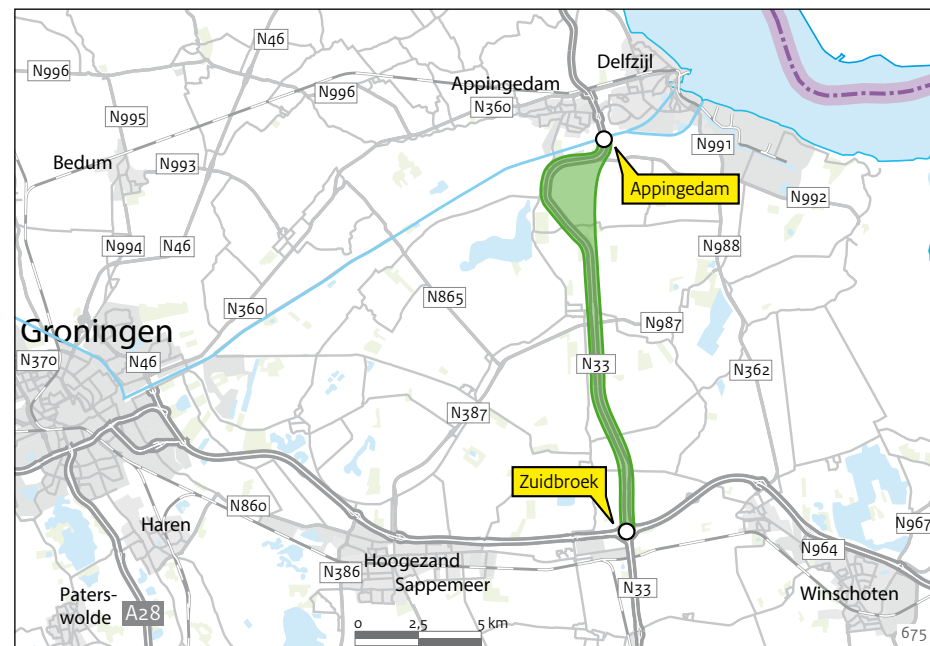 N46
N996
Delfzijl
Appingedam
N996
N360
N995
N991
Bedum
N993
Appingedam
N992
N994
N46
N988
N865
N360
N987
Groningen
N46
N370
N33
N362
N387
Zuidbroek
N860
N967
Haren
N964
Hoogezand
N386
Sappemeer
N33
Winschoten
Paters-
wolde
A28
0 2,5 5 km
675